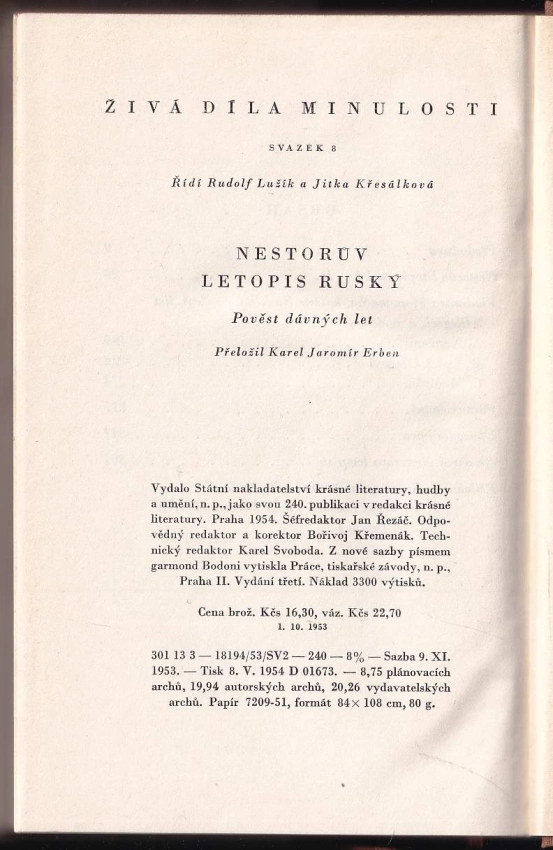 ŽIVÁ DÍLA MINULOSTI
SVAZEK 8
Řídí Rudolf Lužík a Jitka Křesálková
NESTORŮV
LETOPIS RUSKÝ
Pověst dávných let
Přeložil Karel Jaromír Erben
Vydalo Státní nakladatelství krásné literatury, hudby
a umění, n. p., jako svou 240. publikaci v redakci krásné
literatury. Praha 1954. Šéfredaktor Jan Řezáč. Odpo-
vědný redaktor a korektor Bořivoj Křemenák. Tech-
nický redaktor Karel Svoboda. Z nové sazby písmem
garmond Bodoni vytiskla Práce, tiskařské závody, n. p.,
Praha II. Vydání třetí. Náklad 3300 výtisků.
Cena brož. Kčs 16,30, váz. Kčs 22,70
1. 10. 1953
301 13 3 — 18194/53/SV2 — 240 — 8% — Sazba 9. XI.
1953. — Tisk 8. V. 1954 D 01673. — 8,75 plánovacích
archů, 19,94 autorských archů, 20,26 vydavatelských
archů. Papír 7209-51, formát 84× 108 cm, 80 g.